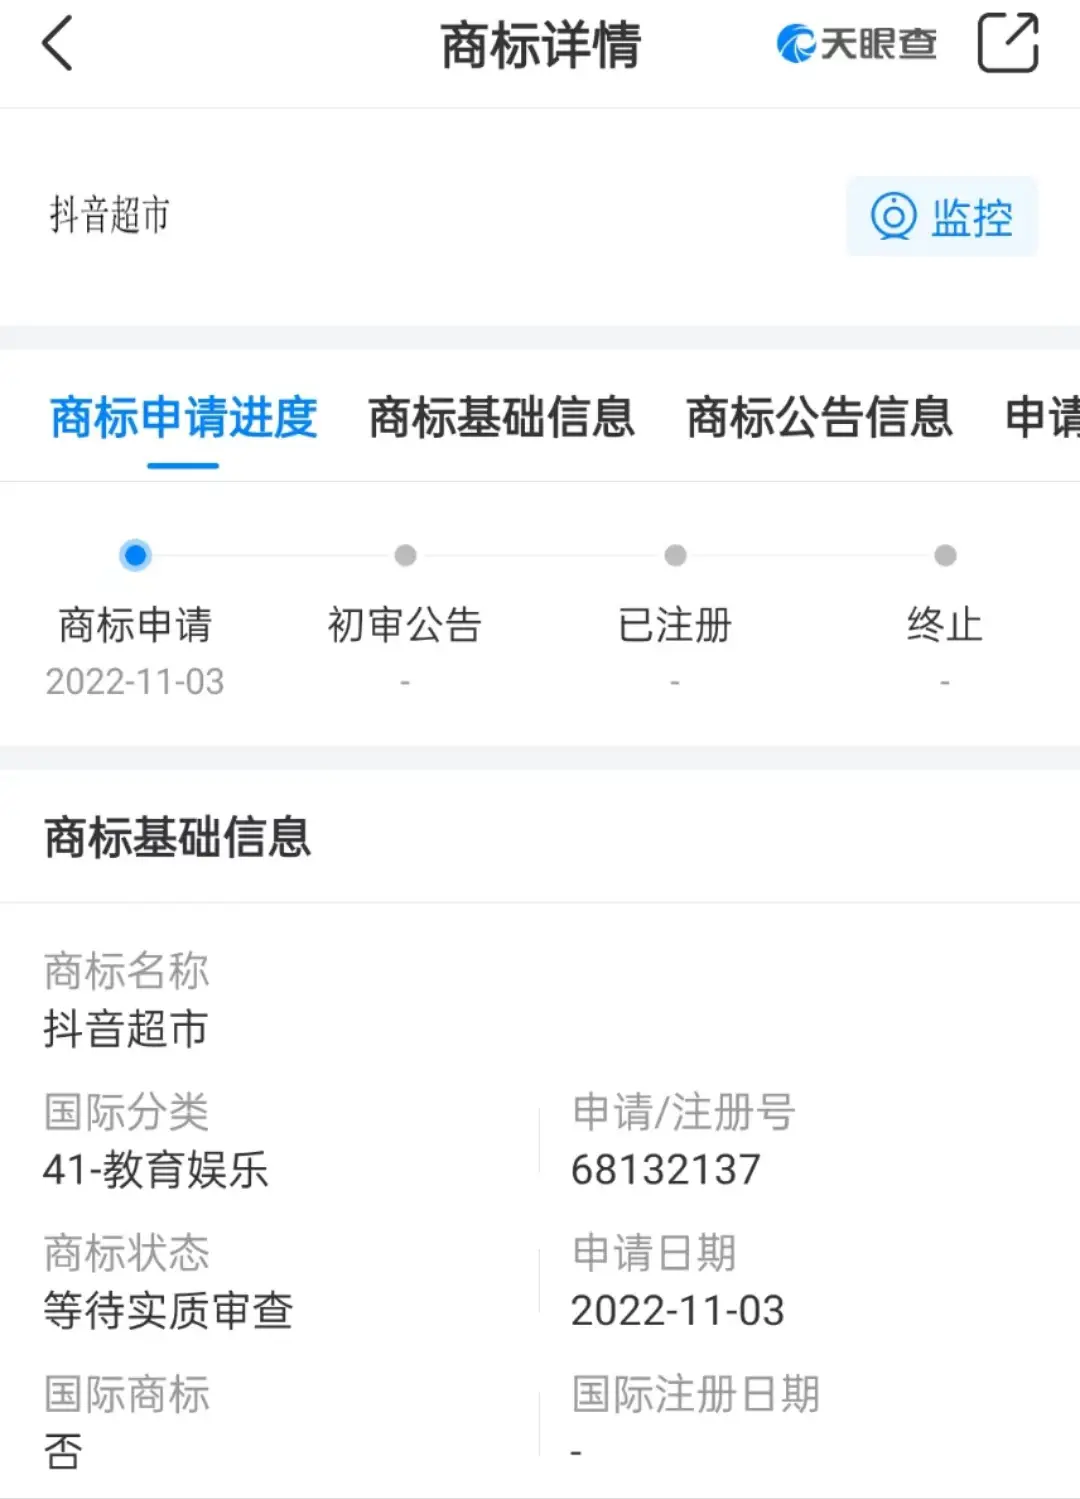 商标详情
天眼查
抖音超市
监控
商标申请进度 商标基础信息 商标公告信息 申请
商标申请 初审公告 已注册 终止
2022-11-03 - - -
商标基础信息
商标名称
抖音超市
国际分类 申请/注册号
41-教育娱乐 68132137
商标状态 申请日期
等待实质审查 2022-11-03
国际商标 国际注册日期
否 -